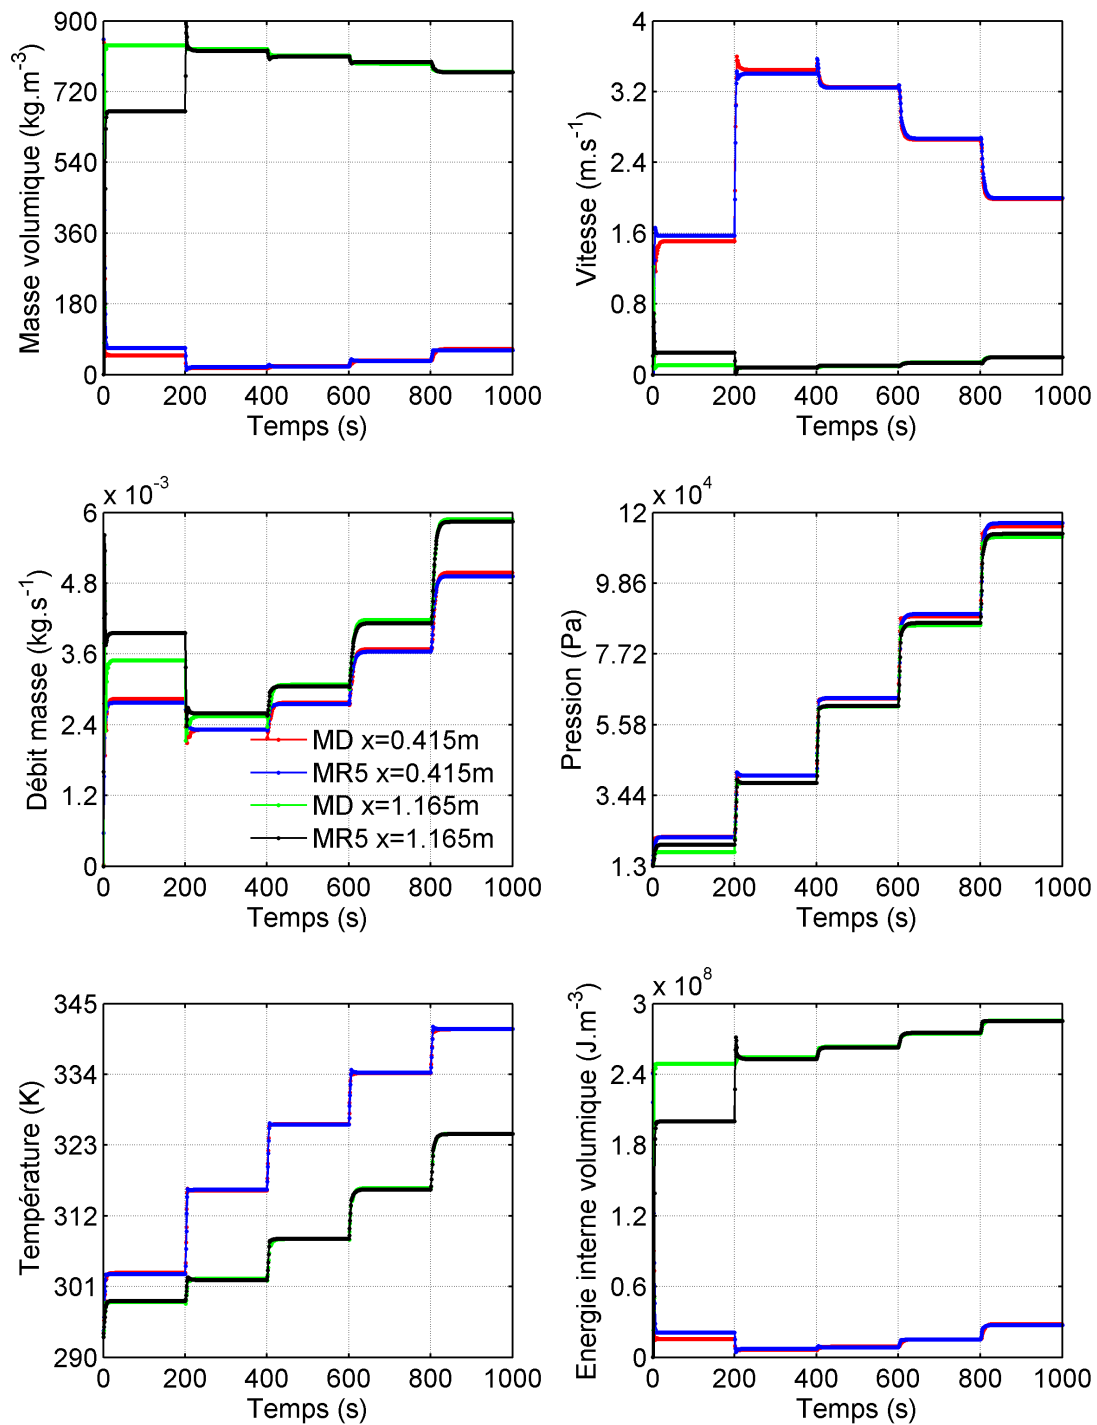 Masse volumique (kg.m-3)
900
720
540
360
180
0
0 200 400 600 800 1000
Temps (s)
Vitesse (m.s-1)
4
3.2
2.4
1.6
0.8
0
0 200 400 600 800 1000
Temps (s)
x 10-3
Débit masse (kg.s-1)
6
4.8
3.6
2.4
1.2
0
MD x=0.415m
MR5 x=0.415m
MD x=1.165m
MR5 x=1.165m
0 200 400 600 800 1000
Temps (s)
x 104
Pression (Pa)
12
9.86
7.72
5.58
3.44
1.3
0 200 400 600 800 1000
Temps (s)
Température (K)
345
334
323
312
301
290
0 200 400 600 800 1000
Temps (s)
x 108
Energie interne volumique (J.m-3)
3
2.4
1.8
1.2
0.6
0
0 200 400 600 800 1000
Temps (s)